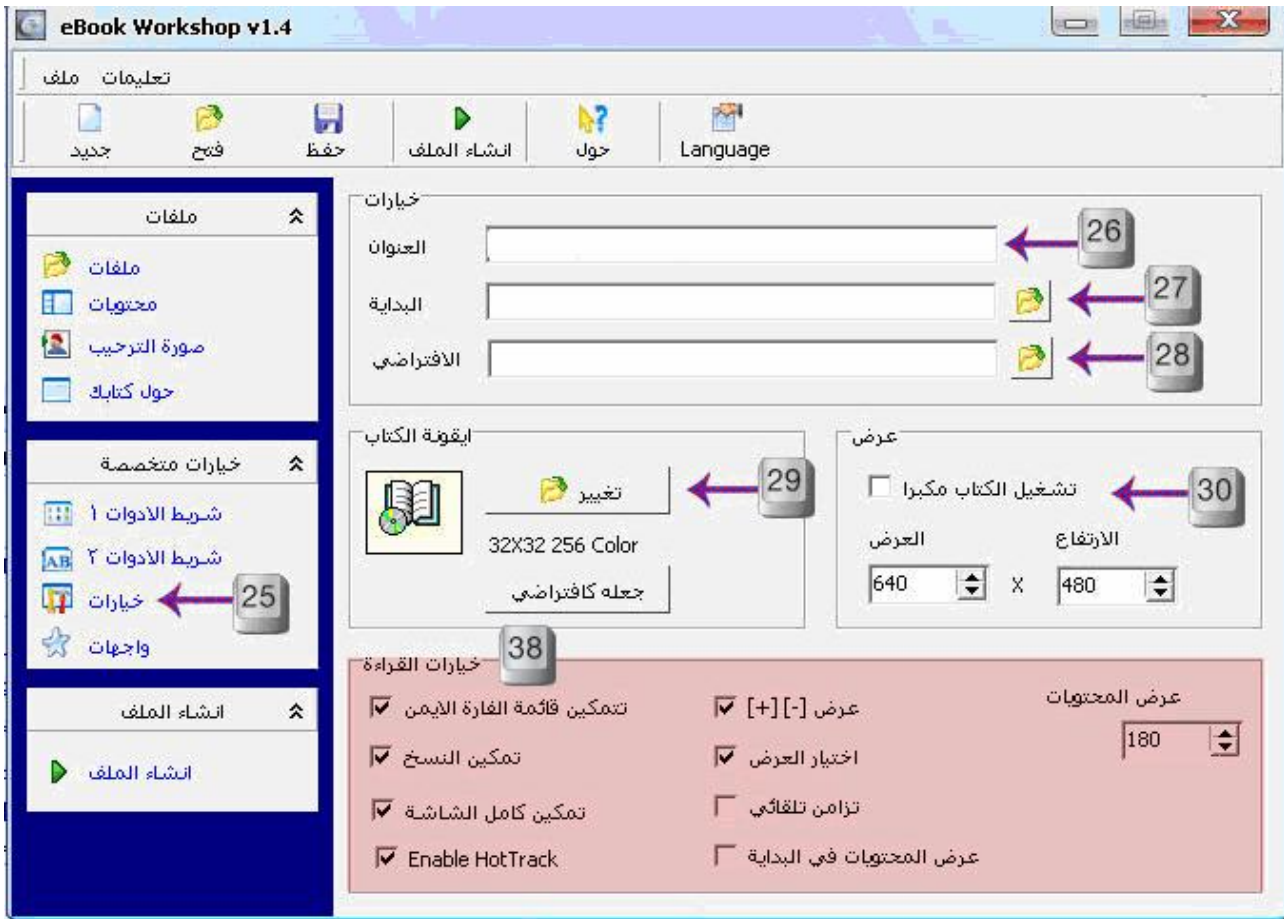 eBook Workshop v1.4
ملف تعليمات
جديد
فتح
حفظ
انشاء الملف
حول
Language
ملفات
ملفات
محتويات
صورة الترحيب
حول كتابك
خيارات متخصصة
شريط الادوات ١
شريط الادوات ٢
خيارات
25
واجهات
انشاء الملف
انشاء الملف
خيارات
العنوان
26
البداية
27
الافتراضي
28
ايقونة الكتاب
تغيير
29
32X32 256 Color
جعله كافتراضي
عرض
تشغيل الكتاب مكبرا
30
العرض
الارتفاع
640 X 480
38
خيارات القراءة
تتمكين قائمة الفارة الايمن
تمكين النسخ
تمكين كامل الشاشة
Enable HotTrack
عرض [-] [+]
اختيار العرض
تزامن تلقائي
عرض المحتويات في البداية
عرض المحتويات
180